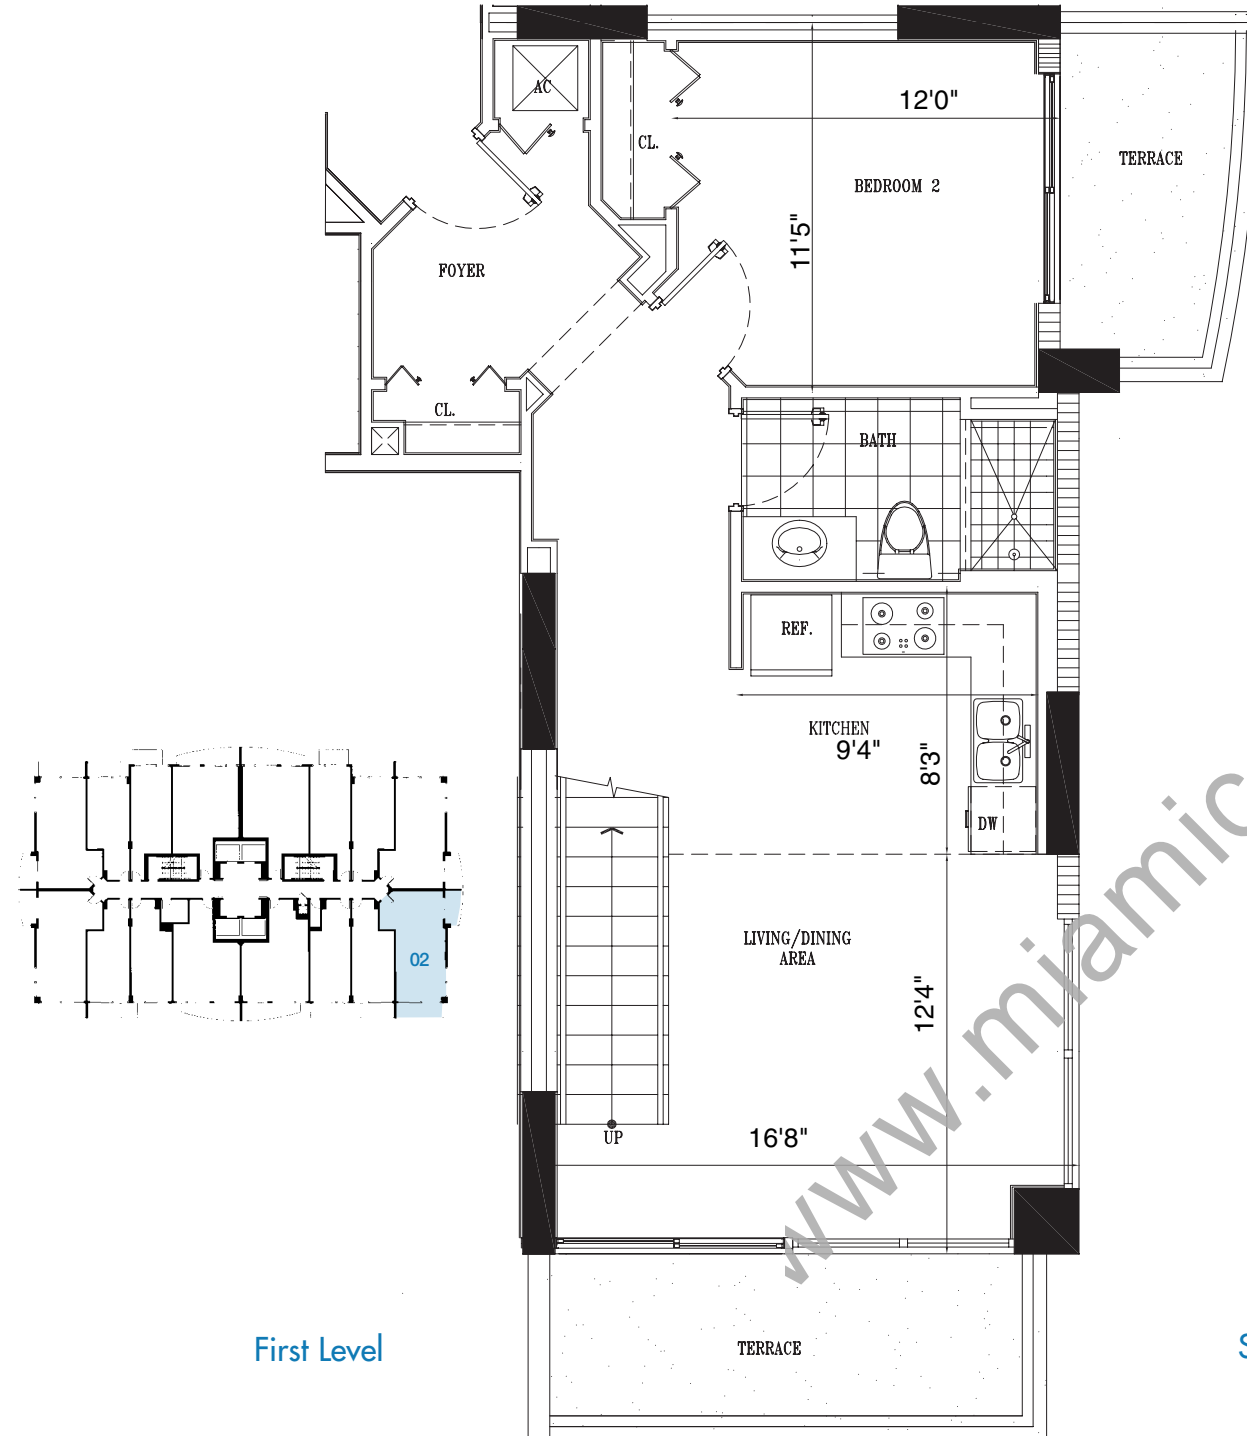 AC
12'0"
CL.
TERRACE
BEDROOM 2
11'5"
FOYER
CL.
BATH
REF.
KITCHEN
9'4"
8'3"
DW
LIVING/DINING
AREA
02
12'4"
www.miamic
16'8"
UP
First Level
S
TERRACE